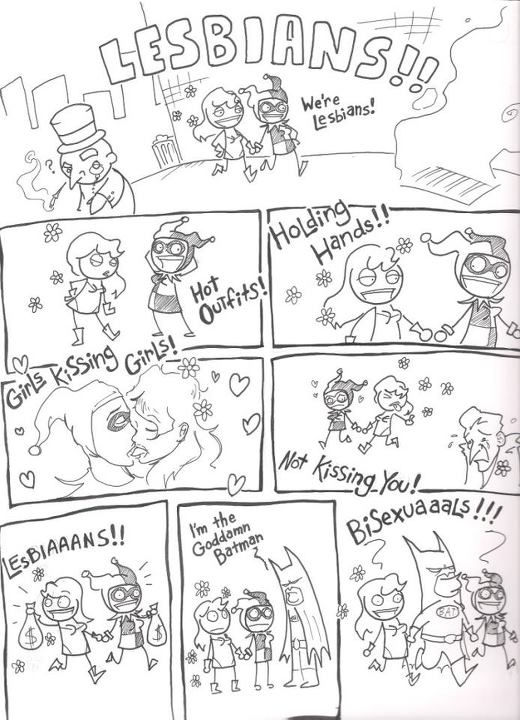 LESBIANS!!
We're
Lesbians!
?
Hot
Outfits!
Holding
Hands!!
Girls Kissing Girls!
Not Kissing You!
LesBIAAANS!!
$
$
I'm the
Goddamn
Batman
BiSexuaaaLs!!!
?
?
BAT